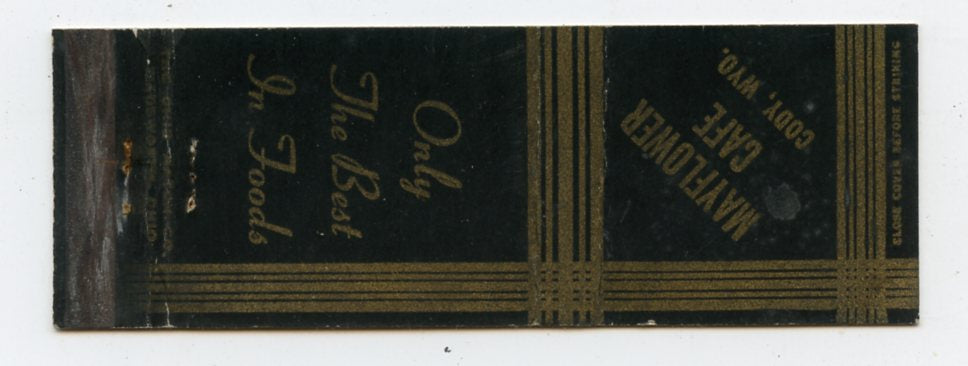 Only
The Best
In Foods
MAYFLOWER
CAFE
CODY, WYO.
CLOSE COVER BEFORE STRIKING